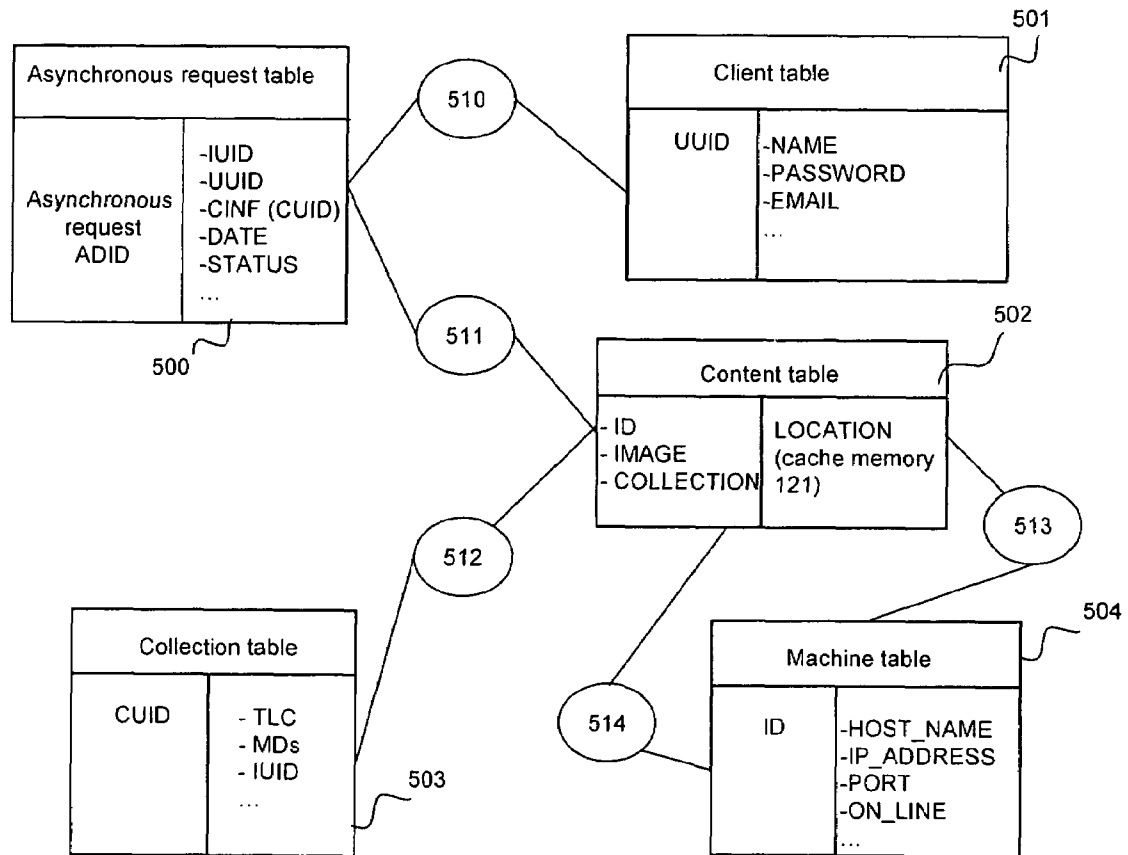 Asynchronous request table
Asynchronous
request
ADID
-IUID
-UUID
-CINF (CUID)
-DATE
-STATUS
...
500
510
501
Client table
UUID
-NAME
-PASSWORD
-EMAIL
...
511
502
Content table
- ID
- IMAGE
- COLLECTION
LOCATION
(cache memory
121)
512
513
Collection table
CUID
- TLC
- MDs
- IUID
...
503
514
504
Machine table
ID
-HOST_NAME
-IP_ADDRESS
-PORT
-ON_LINE
...